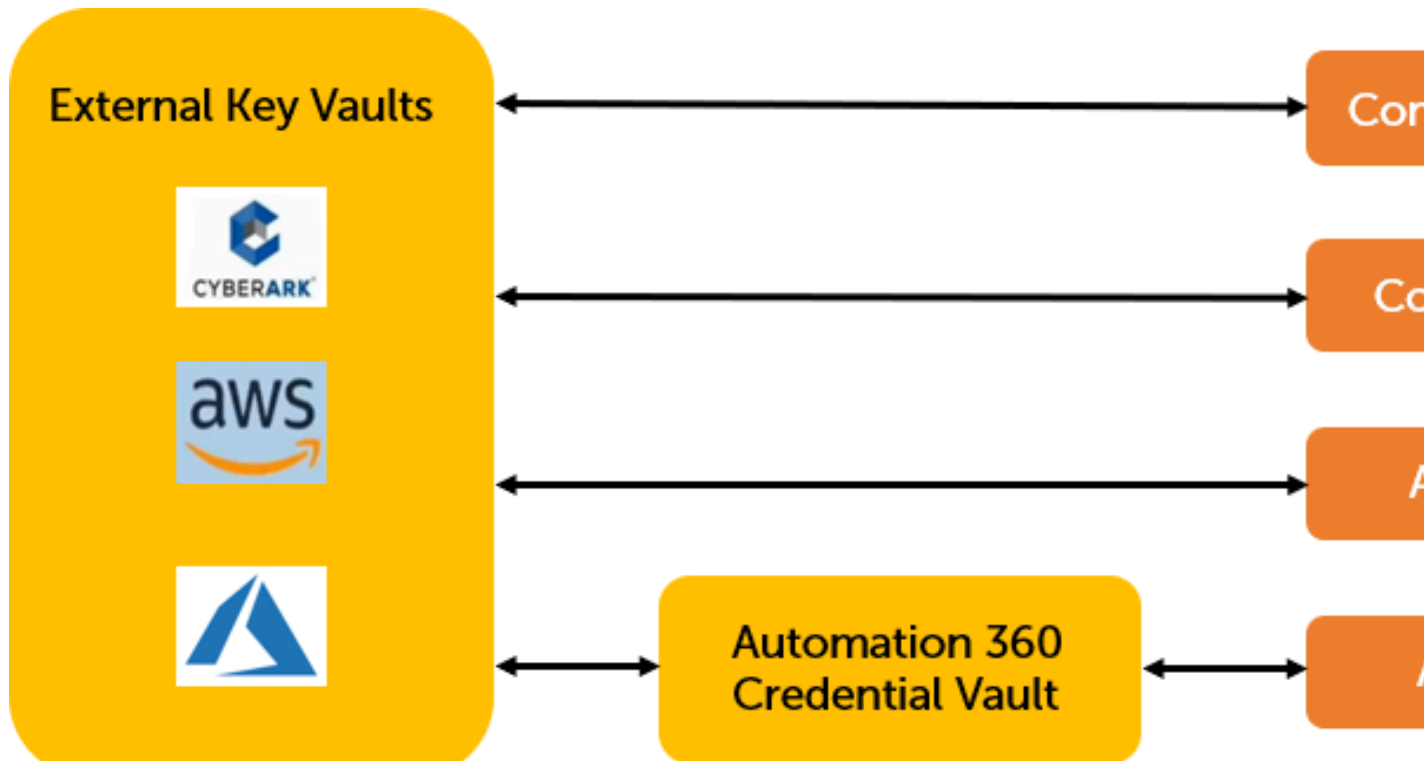 External Key Vaults
CYBERARK
aws
Automation 360
Credential Vault